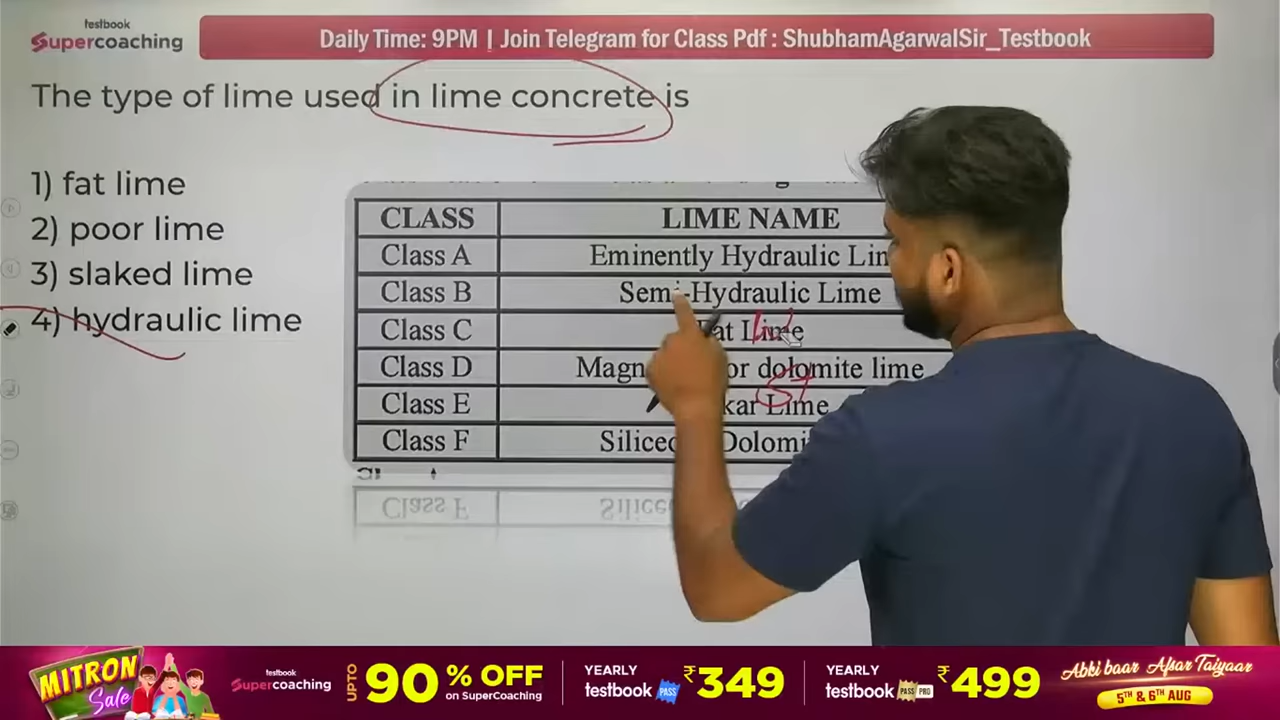 testbook
Supercoaching
Daily Time: 9PM | Join Telegram for Class Pdf : ShubhamAgarwalSir_Testbook
The type of lime used in lime concrete is
1) fat lime
2) poor lime
3) slaked lime
4) hydraulic lime
CLASS LIME NAME
Class A Eminently Hydraulic
Class B Semi-Hydraulic Lime
Class C Fat Lime
Class D or dolomite lime
Class E Lime
Class F
MITRON Sale
testbook Supercoaching
UPTO 90% OFF on SuperCoaching
YEARLY testbook PASS ₹349
YEARLY testbook PASS PRO ₹499
Abki baar Afsar Taiyaar
5TH & 6TH AUG